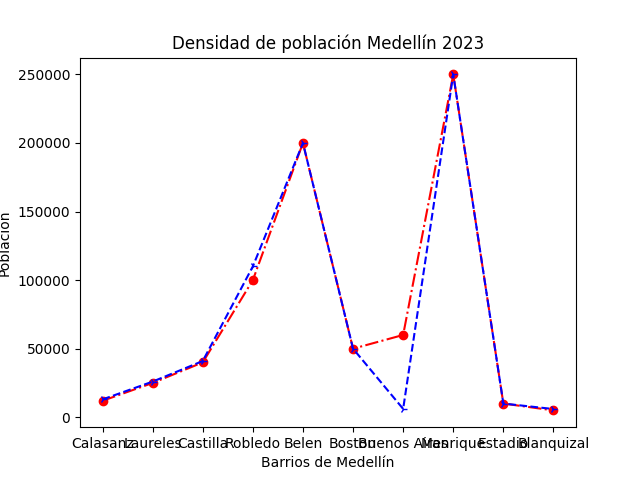 Densidad de población Medellín 2023
250000
200000
150000
100000
50000
0
Población
Calasanz Laureles Castilla Robledo Belen Boston Buenos Aires Manrique Estadio Blanquizal
Barrios de Medellín